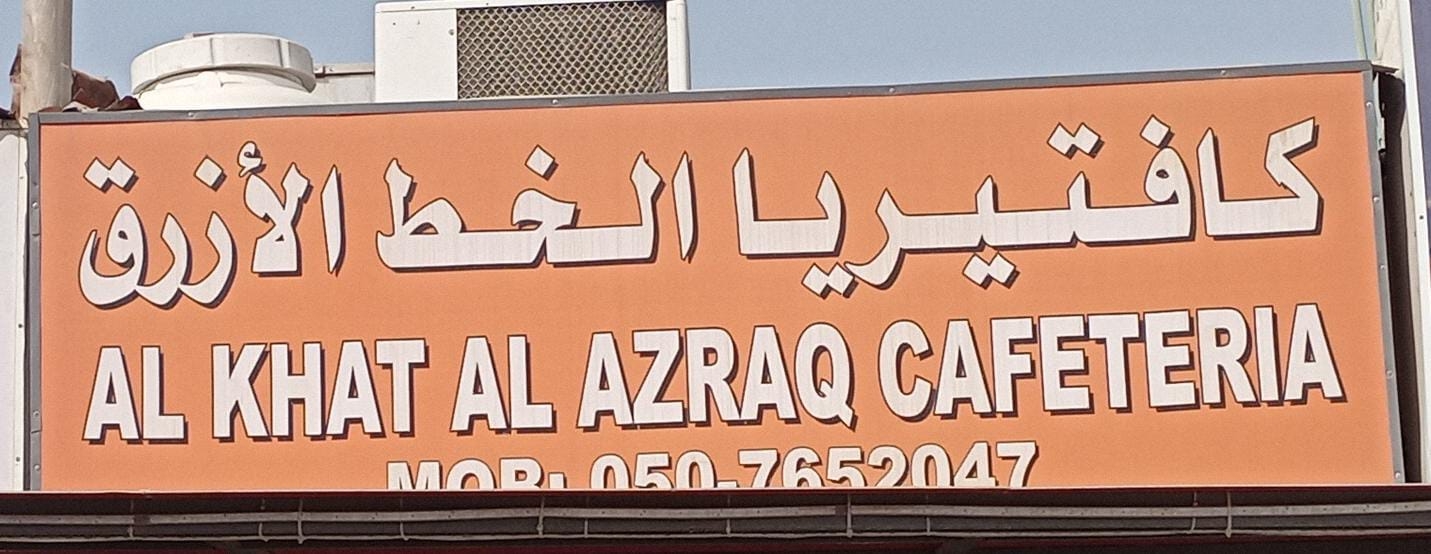 كافتيريا الخط الأزرق
AL KHAT AL AZRAQ CAFETERIA
MOB: 050-7652047